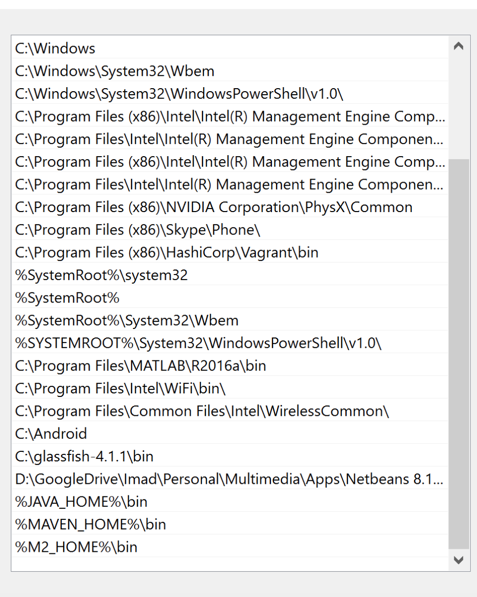 C:\Windows
C:\Windows\System32\Wbem
C:\Windows\System32\WindowsPowerShell\v1.0\
C:\Program Files (x86)\Intel\Intel(R) Management Engine Comp...
C:\Program Files\Intel\Intel(R) Management Engine Componen...
C:\Program Files (x86)\Intel\Intel(R) Management Engine Comp...
C:\Program Files\Intel\Intel(R) Management Engine Componen...
C:\Program Files (x86)\NVIDIA Corporation\PhysX\Common
C:\Program Files (x86)\Skype\Phone\
C:\Program Files (x86)\HashiCorp\Vagrant\bin
%SystemRoot%\system32
%SystemRoot%
%SystemRoot%\System32\Wbem
%SYSTEMROOT%\System32\WindowsPowerShell\v1.0\
C:\Program Files\MATLAB\R2016a\bin
C:\Program Files\Intel\WiFi\bin\
C:\Program Files\Common Files\Intel\WirelessCommon\
C:\Android
C:\glassfish-4.1.1\bin
D:\GoogleDrive\Imad\Personal\Multimedia\Apps\Netbeans 8.1...
%JAVA_HOME%\bin
%MAVEN_HOME%\bin
%M2_HOME%\bin